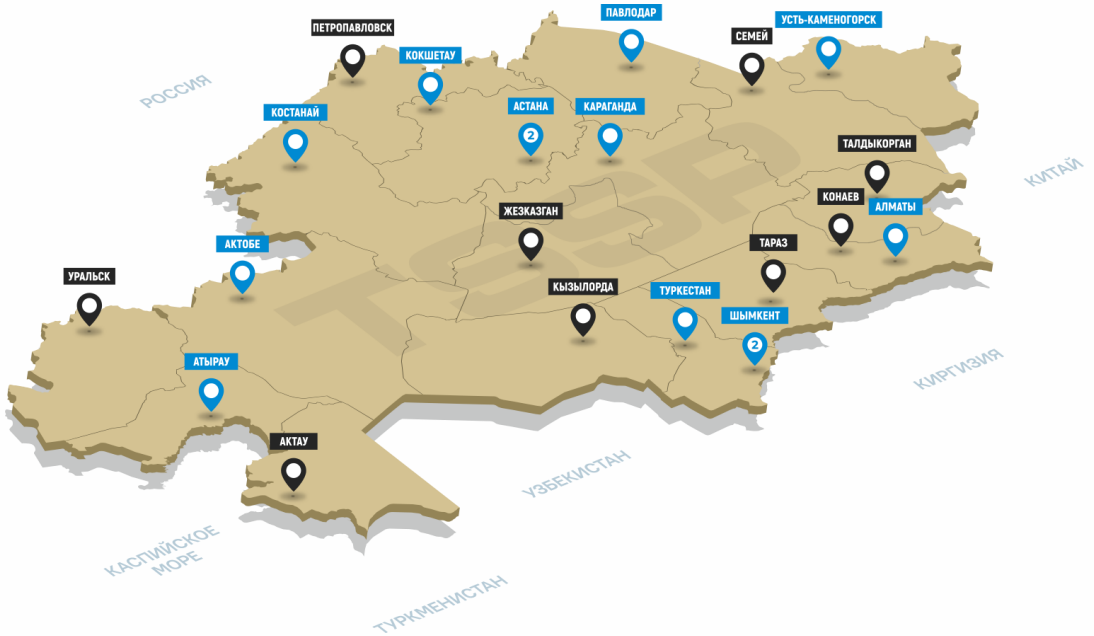 ПАВЛОДАР
УСТЬ-КАМЕНОГОРСК
ПЕТРОПАВЛОВСК
СЕМЕЙ
КОКШЕТАУ
РОССИЯ
КОСТАНАЙ
АСТАНА
2
КАРАГАНДА
ТАЛДЫКОРГАН
КИТАЙ
КОНАЕВ
АЛМАТЫ
ЖЕЗКАЗГАН
TSSP
АКТОБЕ
ТАРАЗ
УРАЛЬСК
КЫЗЫЛОРДА
ТУРКЕСТАН
ШЫМКЕНТ
2
АТЫРАУ
КИРГИЗИЯ
АКТАУ
УЗБЕКИСТАН
КАСПИЙСКОЕ
МОРЕ
ТУРКМЕНИСТАН